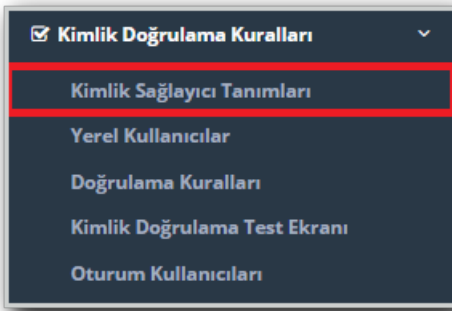 Kimlik Doğrulama Kuralları
Kimlik Sağlayıcı Tanımları
Yerel Kullanıcılar
Doğrulama Kuralları
Kimlik Doğrulama Test Ekranı
Oturum Kullanıcıları